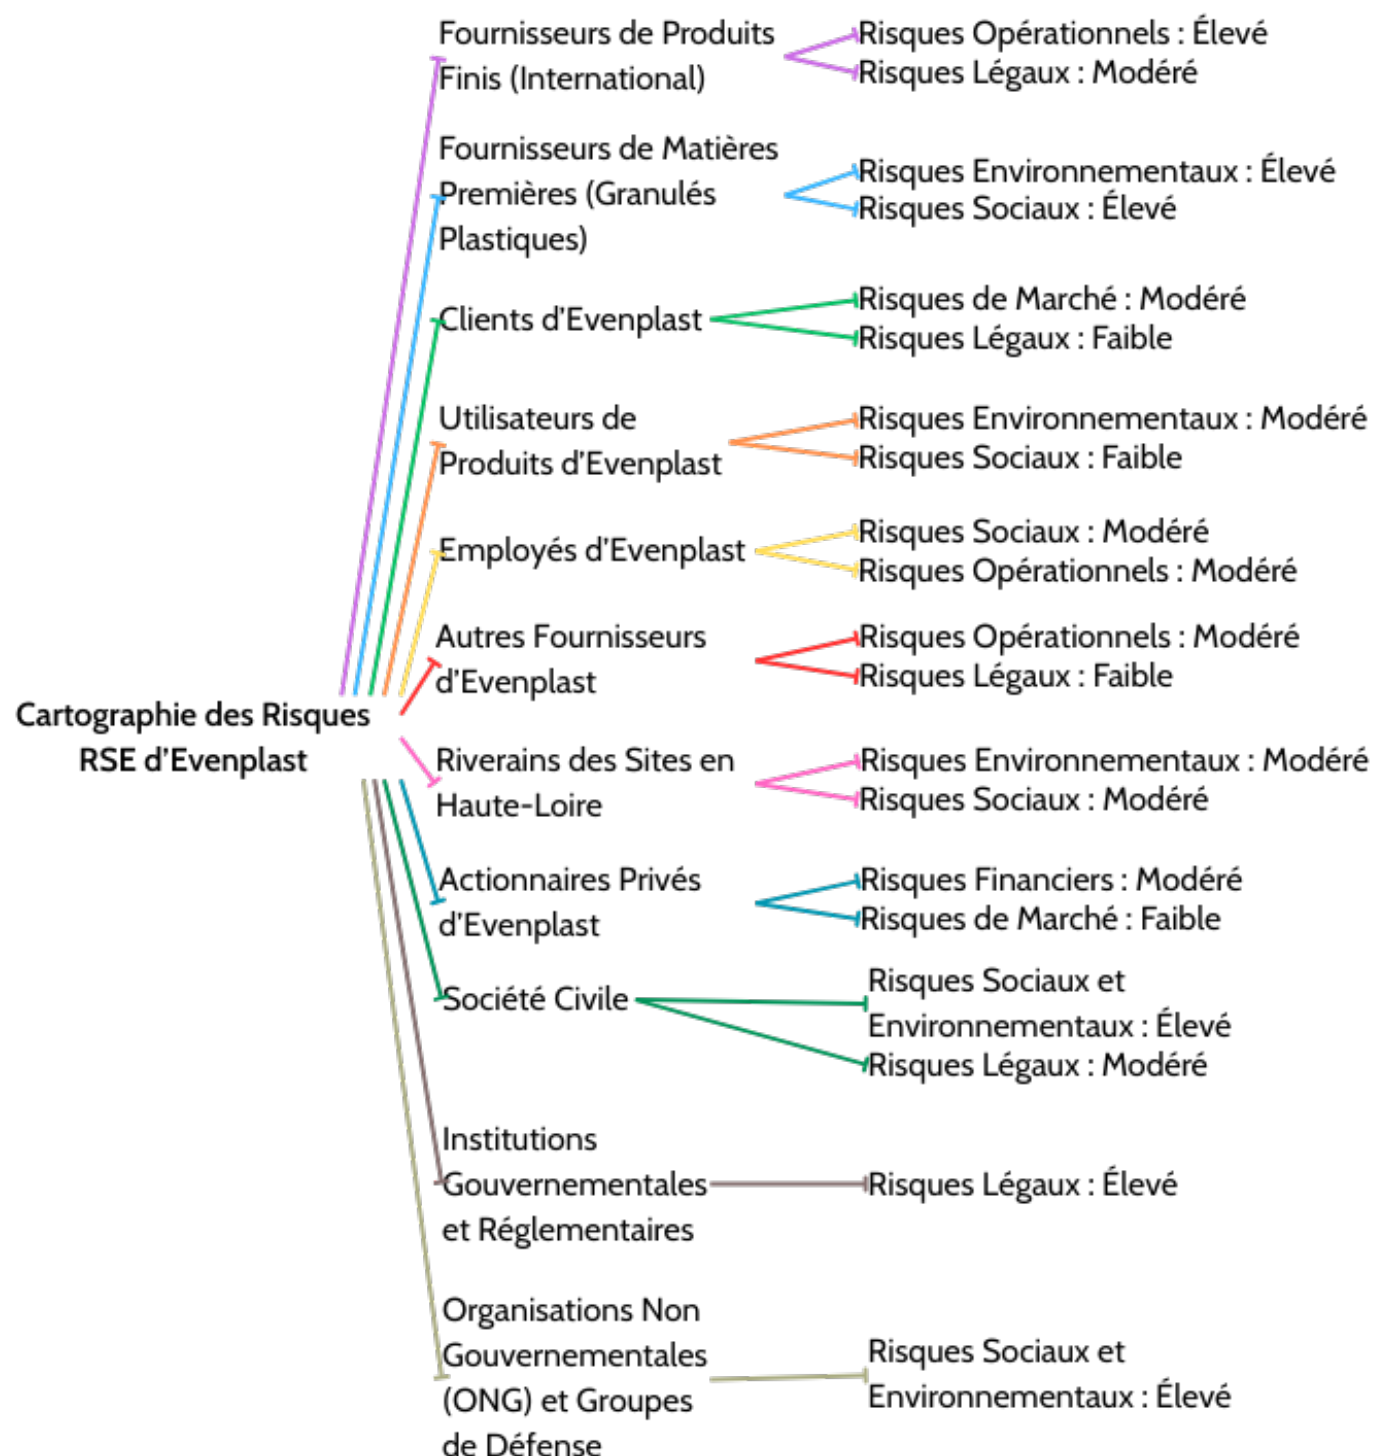 Cartographie des Risques
RSE d'Evenplast
Fournisseurs de Produits
Finis (International)
Risques Opérationnels : Élevé
Risques Légaux : Modéré
Fournisseurs de Matières
Premières (Granulés
Plastiques)
Risques Environnementaux : Élevé
Risques Sociaux : Élevé
Clients d'Evenplast
Risques de Marché : Modéré
Risques Légaux : Faible
Utilisateurs de
Produits d'Evenplast
Risques Environnementaux : Modéré
Risques Sociaux : Faible
Employés d'Evenplast
Risques Sociaux : Modéré
Risques Opérationnels : Modéré
Autres Fournisseurs
d'Evenplast
Risques Opérationnels : Modéré
Risques Légaux : Faible
Riverains des Sites en
Haute-Loire
Risques Environnementaux : Modéré
Risques Sociaux : Modéré
Actionnaires Privés
d'Evenplast
Risques Financiers : Modéré
Risques de Marché : Faible
Société Civile
Risques Sociaux et
Environnementaux : Élevé
Risques Légaux : Modéré
Institutions
Gouvernementales
et Réglementaires
Risques Légaux : Élevé
Organisations Non
Gouvernementales
(ONG) et Groupes
de Défense
Risques Sociaux et
Environnementaux : Élevé